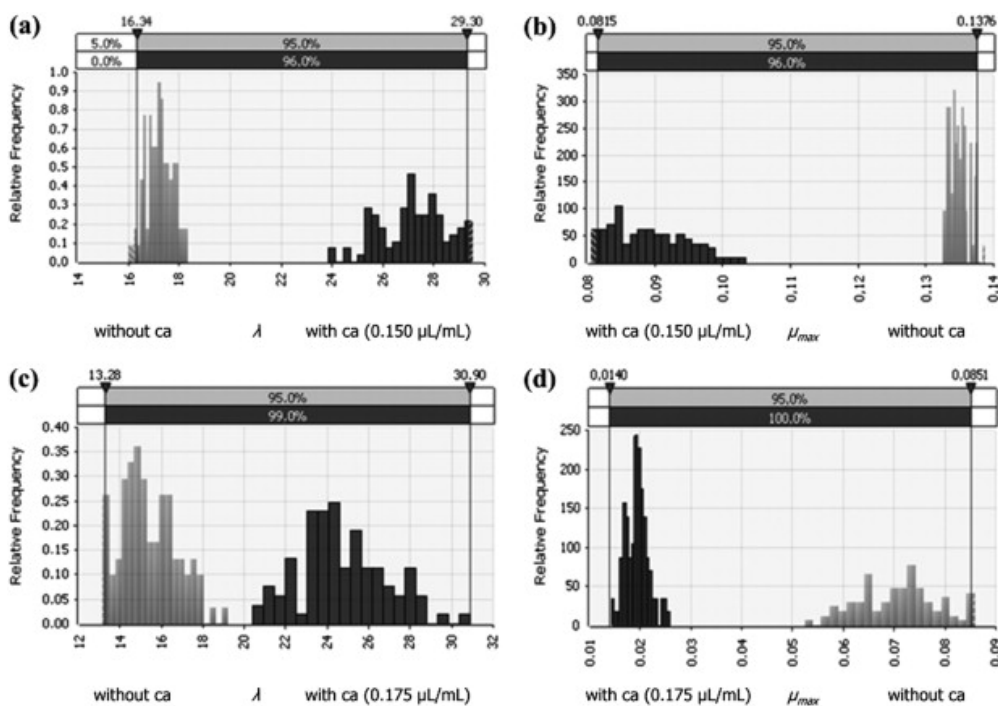 (a)
16.34 29.30
5.0% 95.0%
0.0% 96.0%
Relative Frequency
1.0
0.9
0.8
0.7
0.6
0.5
0.4
0.3
0.2
0.1
0.0
14 16 18 20 22 24 26 28 30
without ca λ with ca (0.150 µL/mL)
(b)
0.0815 0.1376
95.0%
96.0%
Relative Frequency
350
300
250
200
150
100
50
0
0.08 0.09 0.10 0.11 0.12 0.13 0.14
with ca (0.150 µL/mL) µmax without ca
(c)
13.28 30.90
95.0%
99.0%
Relative Frequency
0.40
0.35
0.30
0.25
0.20
0.15
0.10
0.05
0.00
12 14 16 18 20 22 24 26 28 30 32
without ca λ with ca (0.175 µL/mL)
(d)
0.0140 0.0851
95.0%
100.0%
Relative Frequency
250
200
150
100
50
0
0.01 0.02 0.03 0.04 0.05 0.06 0.07 0.08 0.09
with ca (0.175 µL/mL) µmax without ca